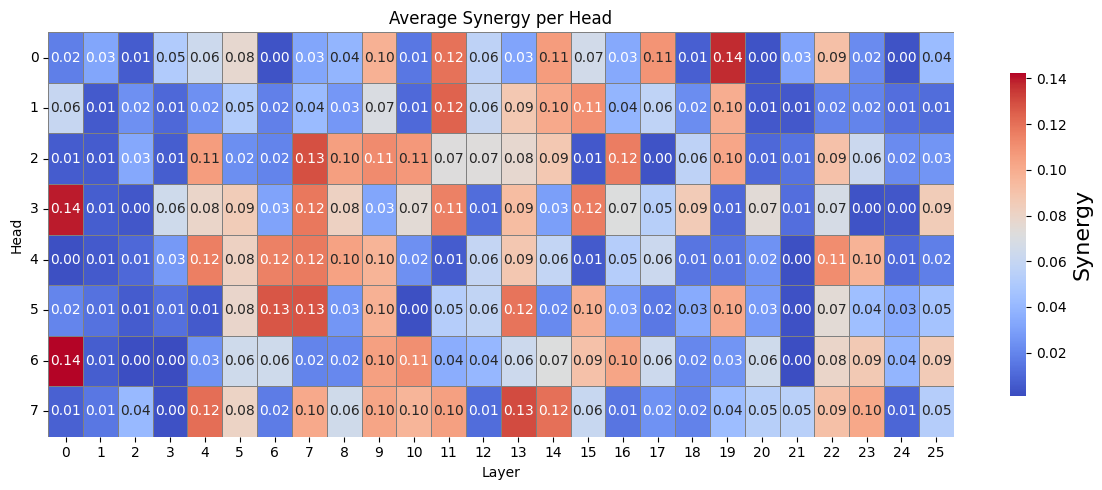 Average Synergy per Head
0 0.02 0.03 0.01 0.05 0.06 0.08 0.00 0.03 0.04 0.10 0.01 0.12 0.06 0.03 0.11 0.07 0.03 0.11 0.01 0.14 0.00 0.03 0.09 0.02 0.00 0.04
1 0.06 0.01 0.02 0.01 0.02 0.05 0.02 0.04 0.03 0.07 0.01 0.12 0.06 0.09 0.10 0.11 0.04 0.06 0.02 0.10 0.01 0.01 0.02 0.02 0.01 0.01
2 0.01 0.01 0.03 0.01 0.11 0.02 0.02 0.13 0.10 0.11 0.11 0.07 0.07 0.08 0.09 0.01 0.12 0.00 0.06 0.10 0.01 0.01 0.09 0.06 0.02 0.03
3 0.14 0.01 0.00 0.06 0.08 0.09 0.03 0.12 0.08 0.03 0.07 0.11 0.01 0.09 0.03 0.12 0.07 0.05 0.09 0.01 0.07 0.01 0.07 0.00 0.00 0.09
4 0.00 0.01 0.01 0.03 0.12 0.08 0.12 0.12 0.10 0.10 0.02 0.01 0.06 0.09 0.06 0.01 0.05 0.06 0.01 0.01 0.02 0.00 0.11 0.10 0.01 0.02
5 0.02 0.01 0.01 0.01 0.01 0.08 0.13 0.13 0.03 0.10 0.00 0.05 0.06 0.12 0.02 0.10 0.03 0.02 0.03 0.10 0.03 0.00 0.07 0.04 0.03 0.05
6 0.14 0.01 0.00 0.00 0.03 0.06 0.06 0.02 0.02 0.10 0.11 0.04 0.04 0.06 0.07 0.09 0.10 0.06 0.02 0.03 0.06 0.00 0.08 0.09 0.04 0.09
7 0.01 0.01 0.04 0.00 0.12 0.08 0.02 0.10 0.06 0.10 0.10 0.10 0.01 0.13 0.12 0.06 0.01 0.02 0.02 0.04 0.05 0.05 0.09 0.10 0.01 0.05
0 1 2 3 4 5 6 7 8 9 10 11 12 13 14 15 16 17 18 19 20 21 22 23 24 25
Layer
Head
0.14
0.12
0.10
0.08
0.06
0.04
0.02
Synergy